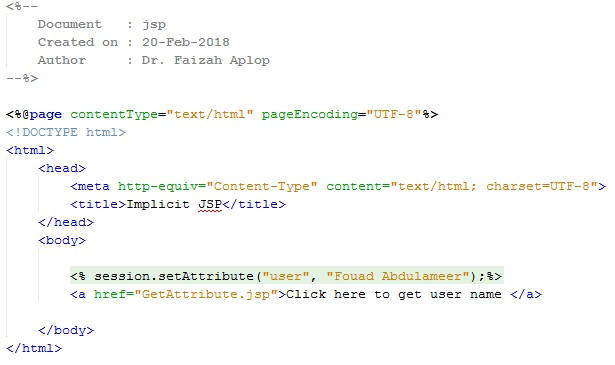 <%--
    Document   : jsp
    Created on : 20-Feb-2018
    Author     : Dr. Faizah Aplop
--%>

<%@page contentType="text/html" pageEncoding="UTF-8"%>
<!DOCTYPE html>
<html>
    <head>
        <meta http-equiv="Content-Type" content="text/html; charset=UTF-8">
        <title>Implicit JSP</title>
    </head>
    <body>

        <% session.setAttribute("user", "Fouad Abdulameer");%>
        <a href="GetAttribute.jsp">Click here to get user name </a>

    </body>
</html>